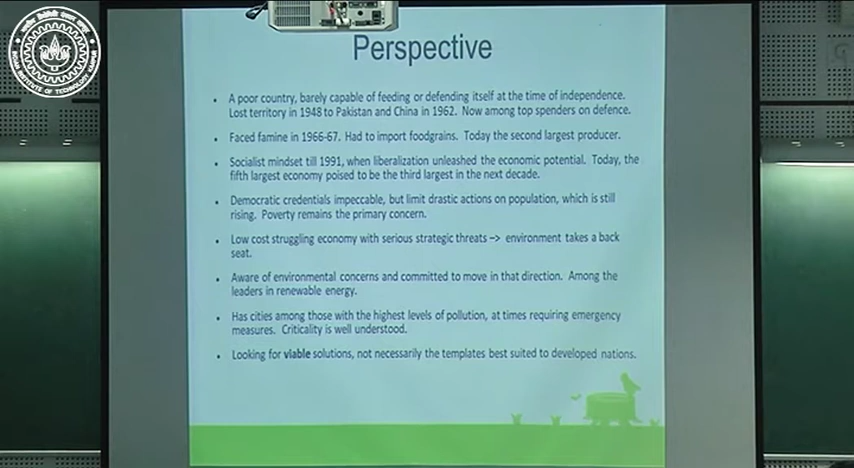 Perspective
• A poor country, barely capable of feeding or defending itself at the time of independence.
Lost territory in 1948 to Pakistan and China in 1962. Now among top spenders on defence.
• Faced famine in 1966-67. Had to import foodgrains. Today the second largest producer.
• Socialist mindset till 1991, when liberalization unleashed the economic potential. Today, the
fifth largest economy poised to be the third largest in the next decade.
• Democratic credentials impeccable, but limit drastic actions on population, which is still
rising. Poverty remains the primary concern.
• Low cost struggling economy with serious strategic threats –> environment takes a back
seat.
• Aware of environmental concerns and committed to move in that direction. Among the
leaders in renewable energy.
• Has cities among those with the highest levels of pollution, at times requiring emergency
measures. Criticality is well understood.
• Looking for viable solutions, not necessarily the templates best suited to developed nations.
INDIAN INSTITUTE OF TECHNOLOGY KANPUR